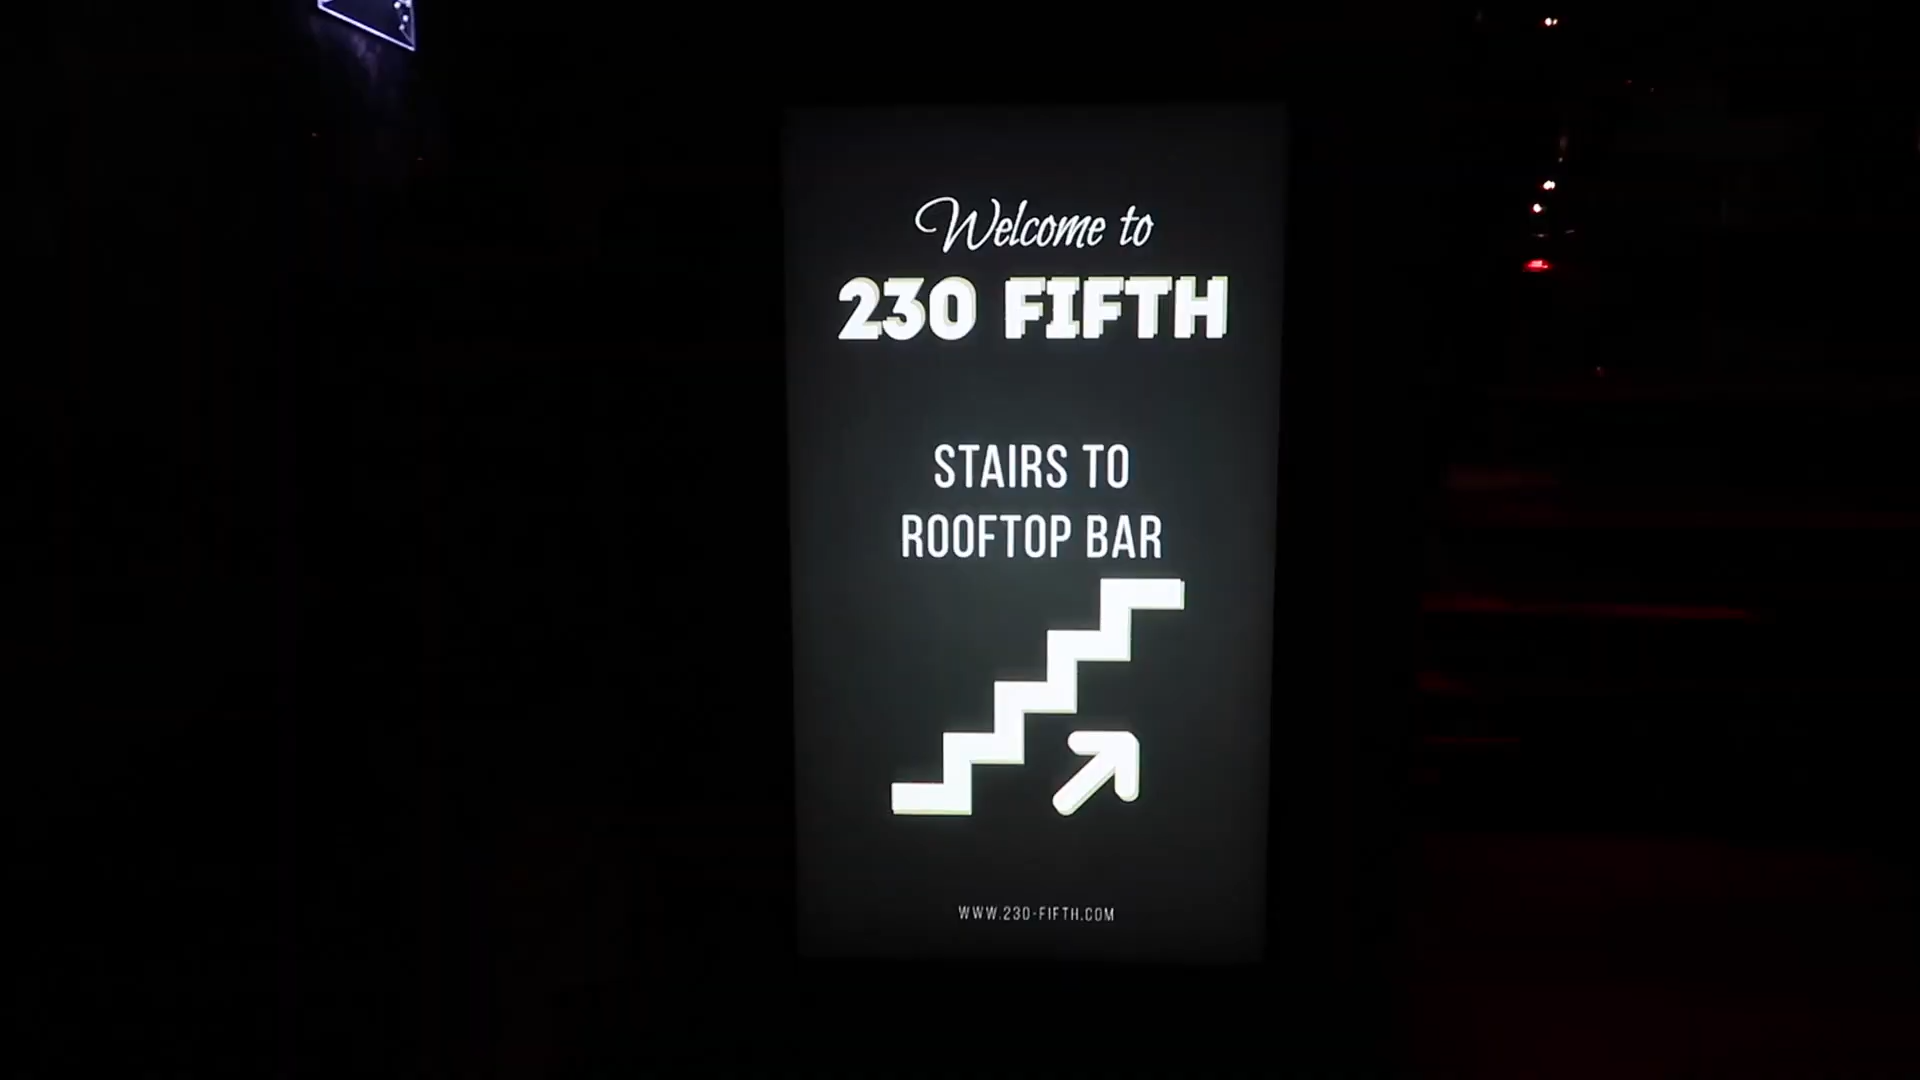 Welcome to
230 FIFTH
STAIRS TO
ROOFTOP BAR
WWW.230-FIFTH.COM